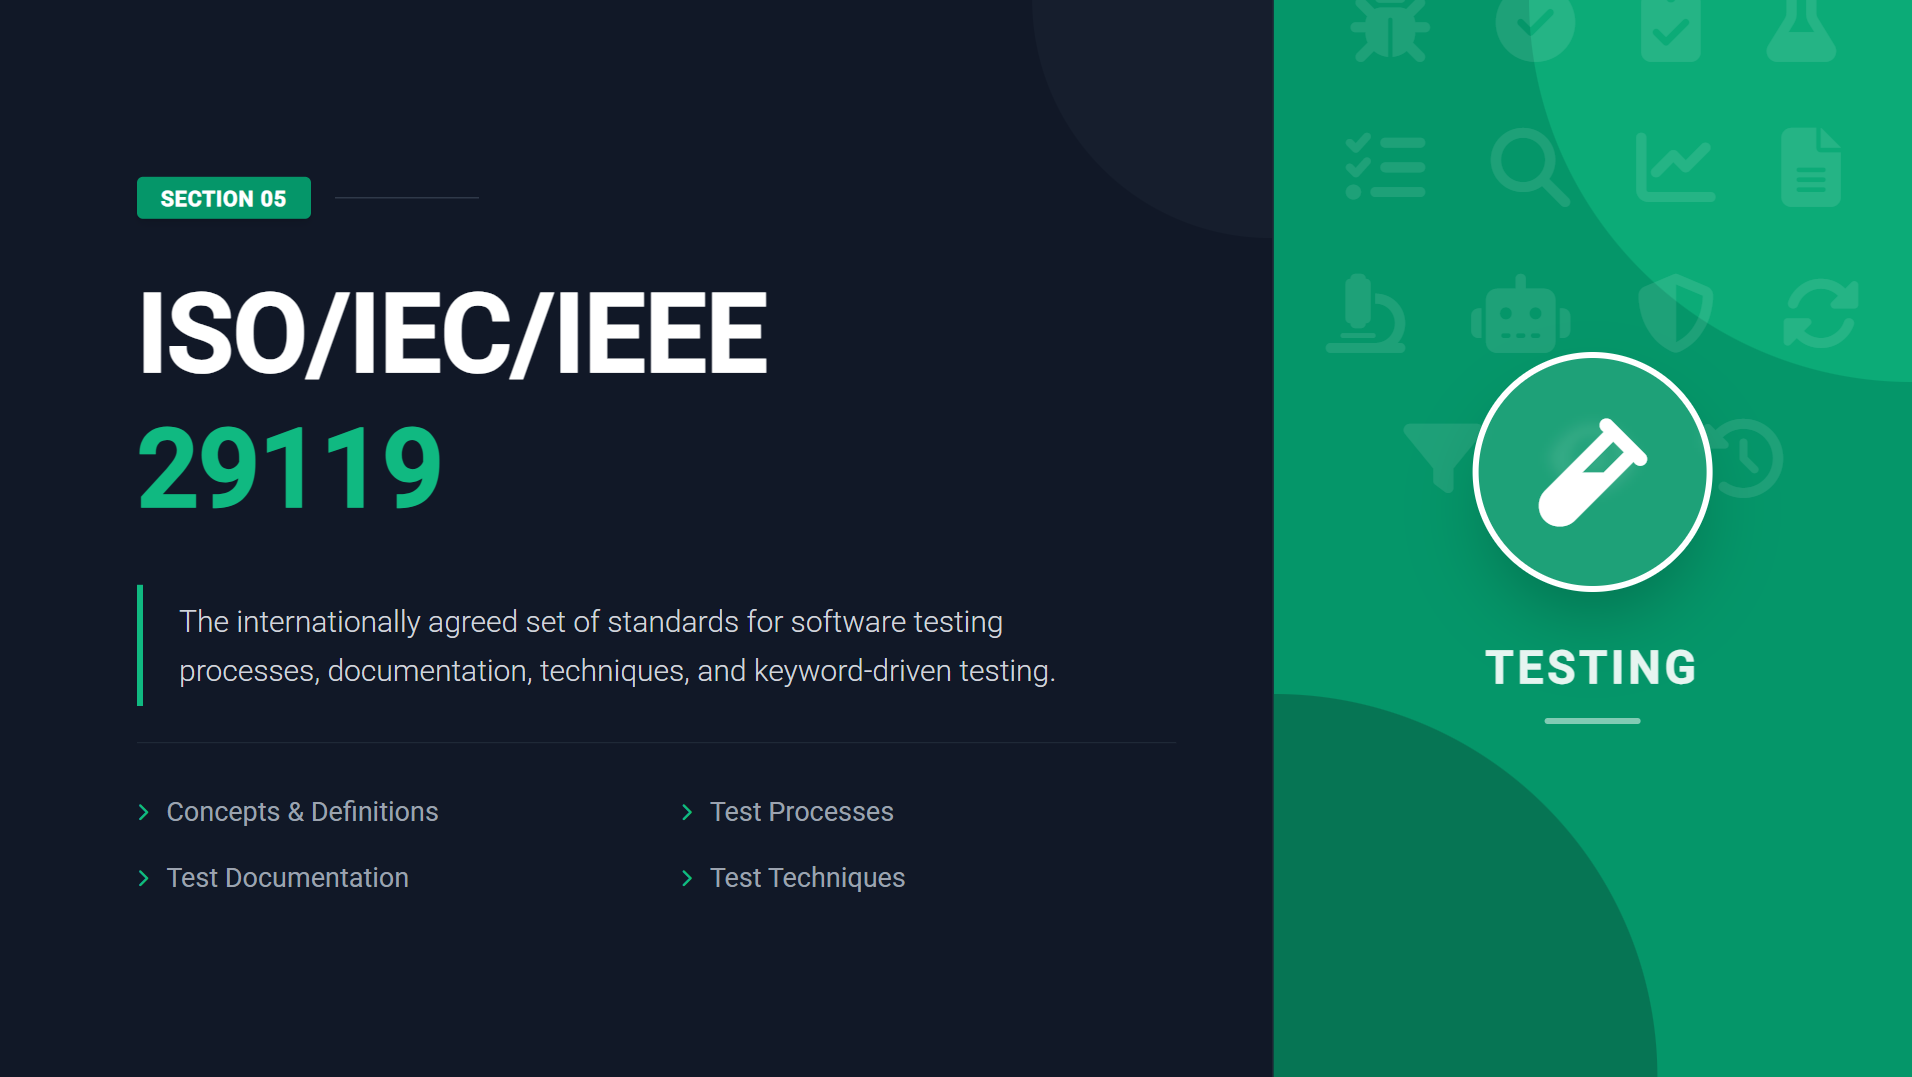 SECTION 05
ISO/IEC/IEEE
29119
The internationally agreed set of standards for software testing
processes, documentation, techniques, and keyword-driven testing.
Concepts & Definitions
Test Processes
Test Documentation
Test Techniques
TESTING